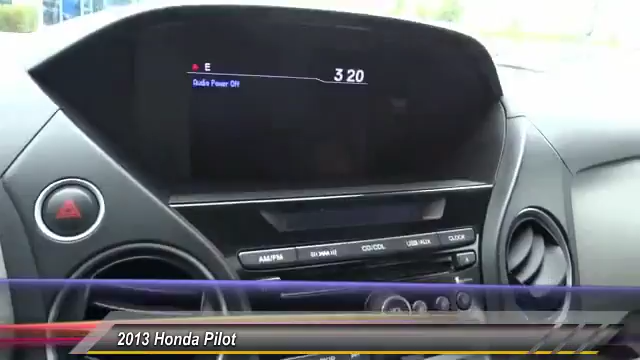 E
3 20
Audio Power Off
AM/FM
CD/CDL
USB/AUX
CLOCK
2013 Honda Pilot